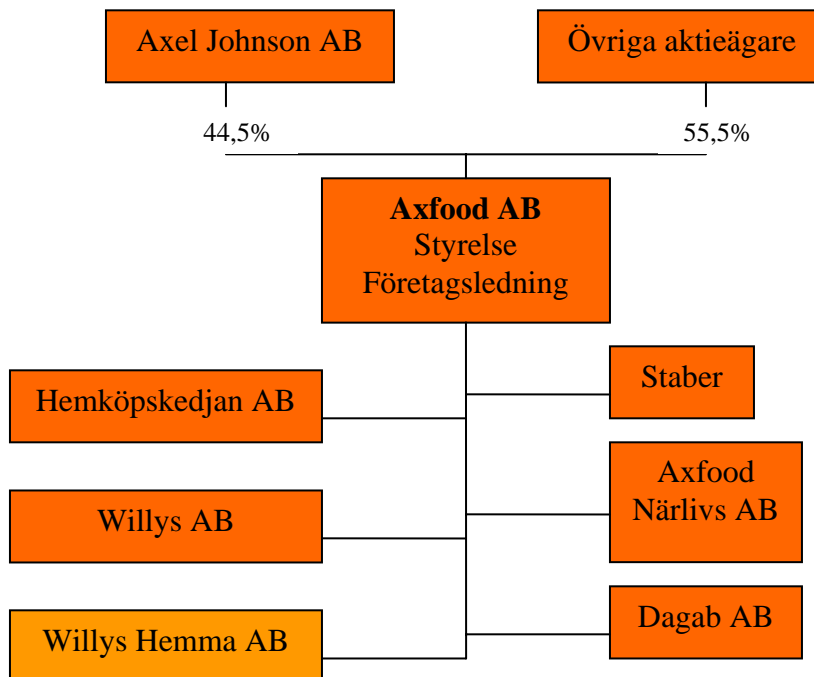 Axel Johnson AB
Övriga aktieägare
44,5%
55,5%
Axfood AB
Styrelse
Företagsledning
Hemköpskedjan AB
Staber
Willys AB
Axfood
Närlivs AB
Willys Hemma AB
Dagab AB